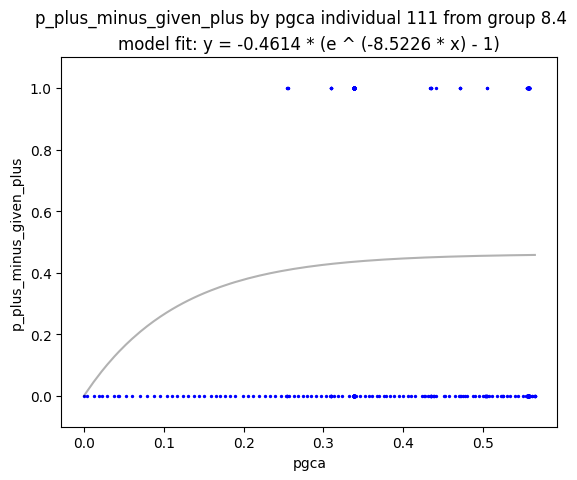 p_plus_minus_given_plus by pgca individual 111 from group 8.4
model fit: y = -0.4614 * (e ^ (-8.5226 * x) - 1)
1.0
0.8
0.6
0.4
0.2
0.0
p_plus_minus_given_plus
0.0 0.1 0.2 0.3 0.4 0.5
pgca